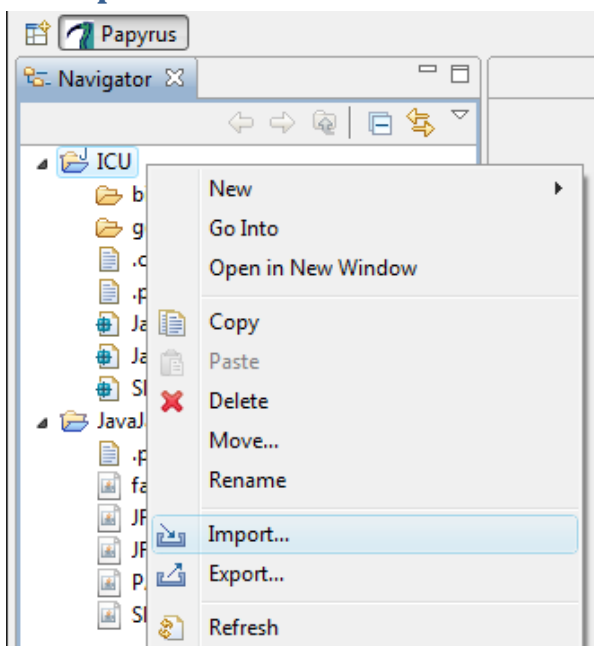 Papyrus
Navigator
ICU
New
Go Into
Open in New Window
Copy
Paste
Delete
Move...
Rename
Import...
Export...
Refresh